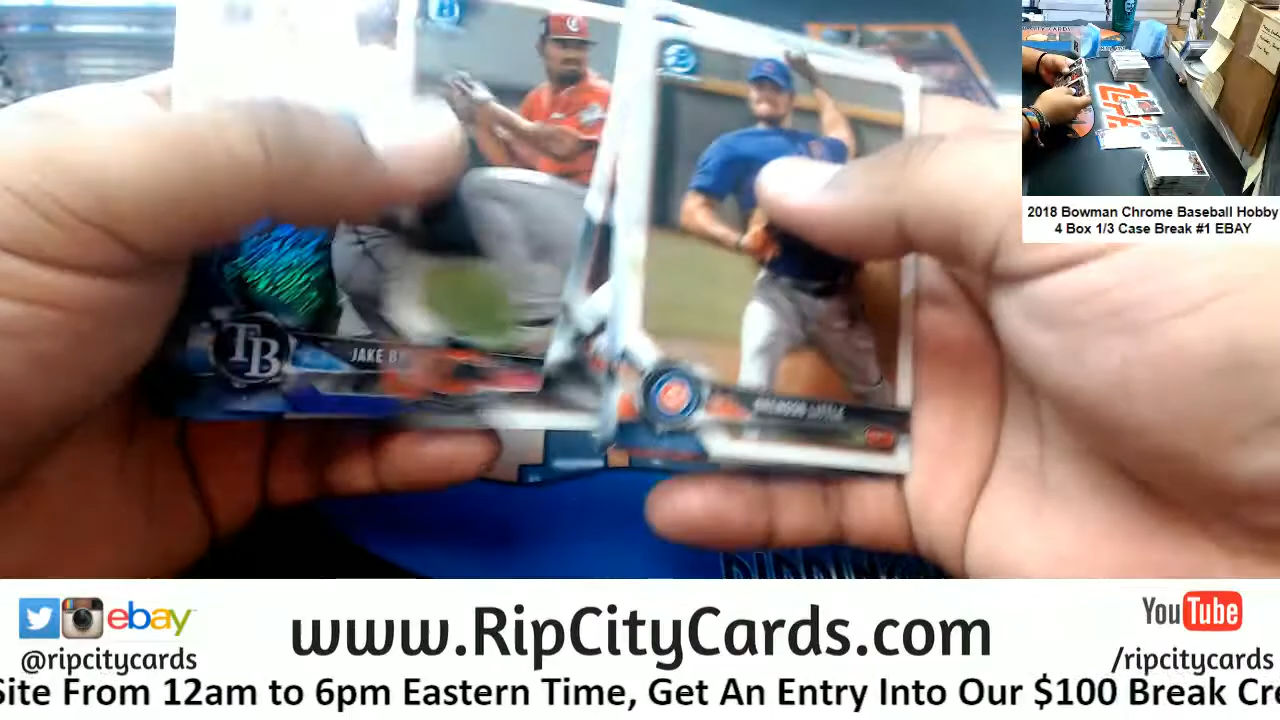 TB
JAKE B
2018 Bowman Chrome Baseball Hobby
4 Box 1/3 Case Break #1 EBAY
ebay
@ripcitycards
www.RipCityCards.com
You Tube
/ripcitycards
Site From 12am to 6pm Eastern Time, Get An Entry Into Our $100 Break Cre